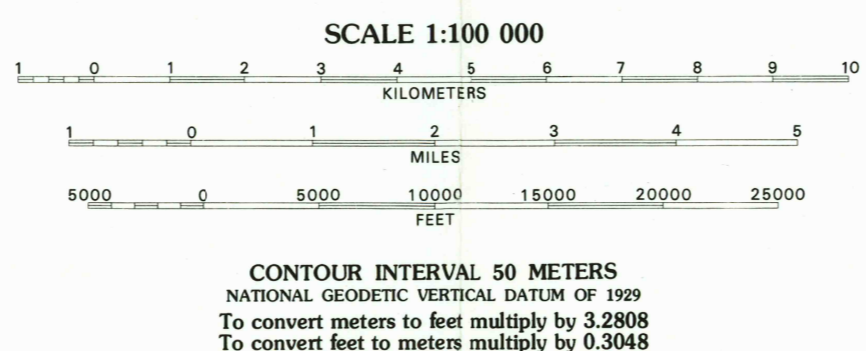 SCALE 1:100 000
1 0 1 2 3 4 5 6 7 8 9 10
KILOMETERS
1 0 1 2 3 4 5
MILES
5000 0 5000 10000 15000 20000 25000
FEET
CONTOUR INTERVAL 50 METERS
NATIONAL GEODETIC VERTICAL DATUM OF 1929
To convert meters to feet multiply by 3.2808
To convert feet to meters multiply by 0.3048